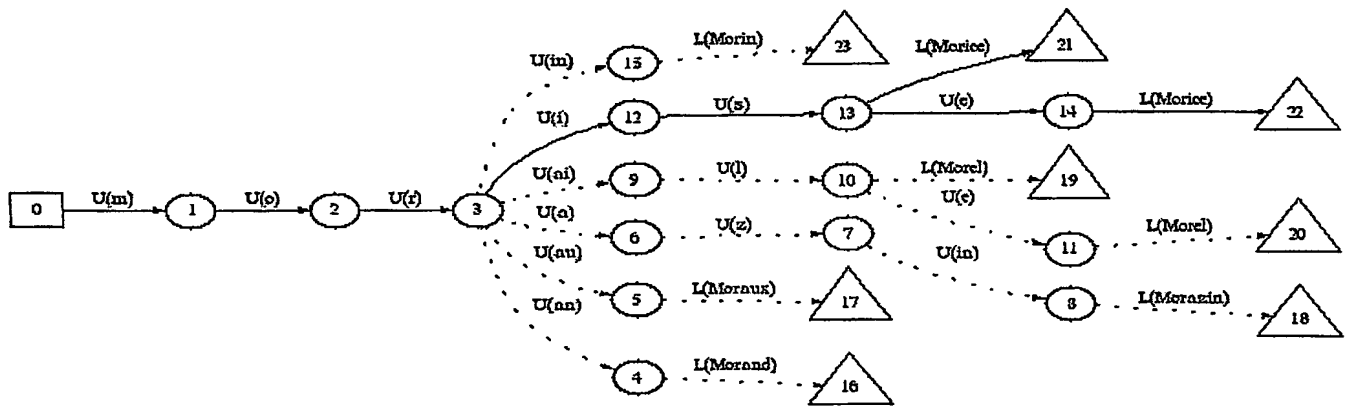 U(in)
15
L(Morin)
23
L(Morice)
21
U(i)
12
U(s)
13
U(e)
14
L(Morice)
22
U(ai)
9
U(l)
10
L(Morel)
19
0
U(m)
1
U(o)
2
U(r)
3
U(a)
6
U(z)
7
U(e)
11
L(Morel)
20
U(au)
5
L(Moraux)
17
U(in)
8
L(Morazin)
18
U(an)
4
L(Morand)
16